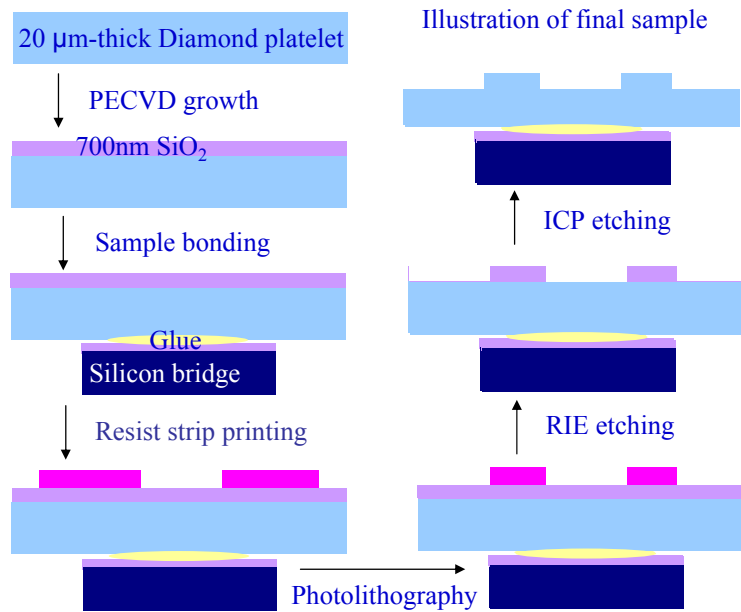 20 μm-thick Diamond platelet
PECVD growth
700nm SiO₂
Sample bonding
Glue
Silicon bridge
Resist strip printing
Photolithography
RIE etching
ICP etching
Illustration of final sample